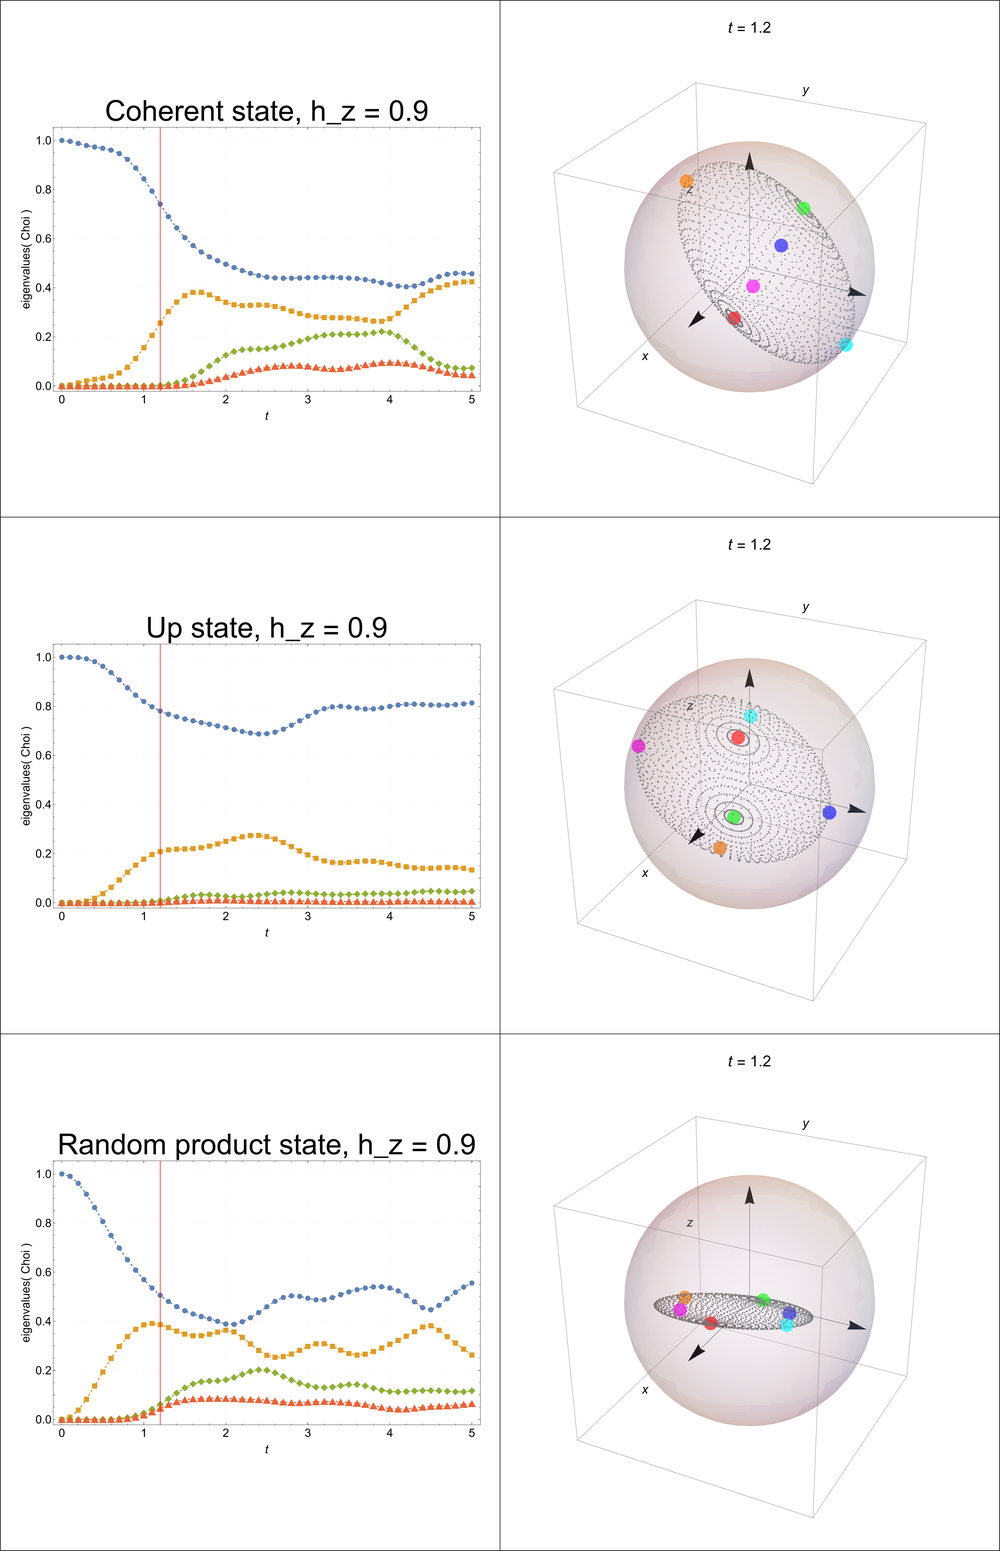 t = 1.2
Coherent state, h_z = 0.9
y
1.0
0.8
z
0.6
eigenvalues( Choi )
0.4
0.2
x
0.0
0 1 2 3 4 5
t
t = 1.2
Up state, h_z = 0.9
y
1.0
0.8
z
0.6
eigenvalues( Choi )
0.4
0.2
x
0.0
0 1 2 3 4 5
t
t = 1.2
Random product state, h_z = 0.9
y
1.0
0.8
z
0.6
eigenvalues( Choi )
0.4
0.2
x
0.0
0 1 2 3 4 5
t